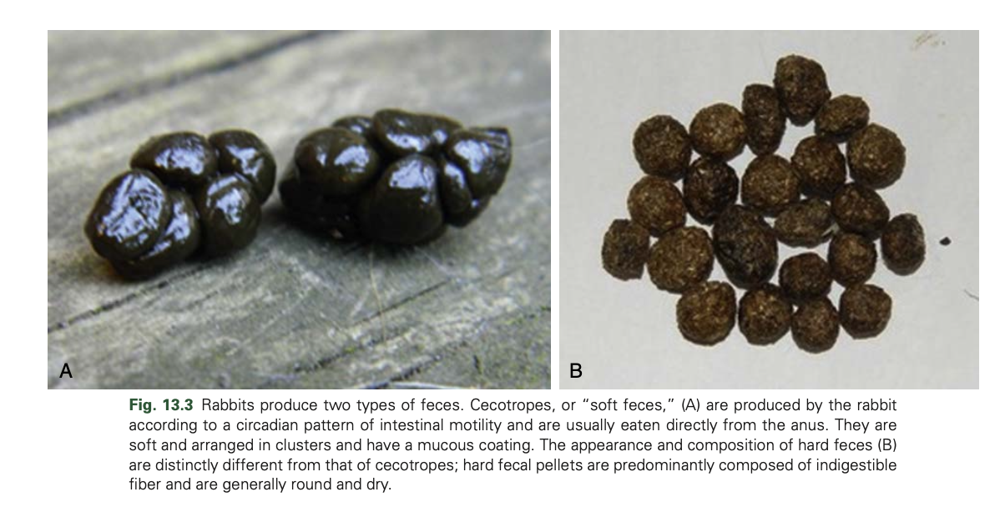 A
B
Fig. 13.3 Rabbits produce two types of feces. Cecotropes, or “soft feces,” (A) are produced by the rabbit
according to a circadian pattern of intestinal motility and are usually eaten directly from the anus. They are
soft and arranged in clusters and have a mucous coating. The appearance and composition of hard feces (B)
are distinctly different from that of cecotropes; hard fecal pellets are predominantly composed of indigestible
fiber and are generally round and dry.